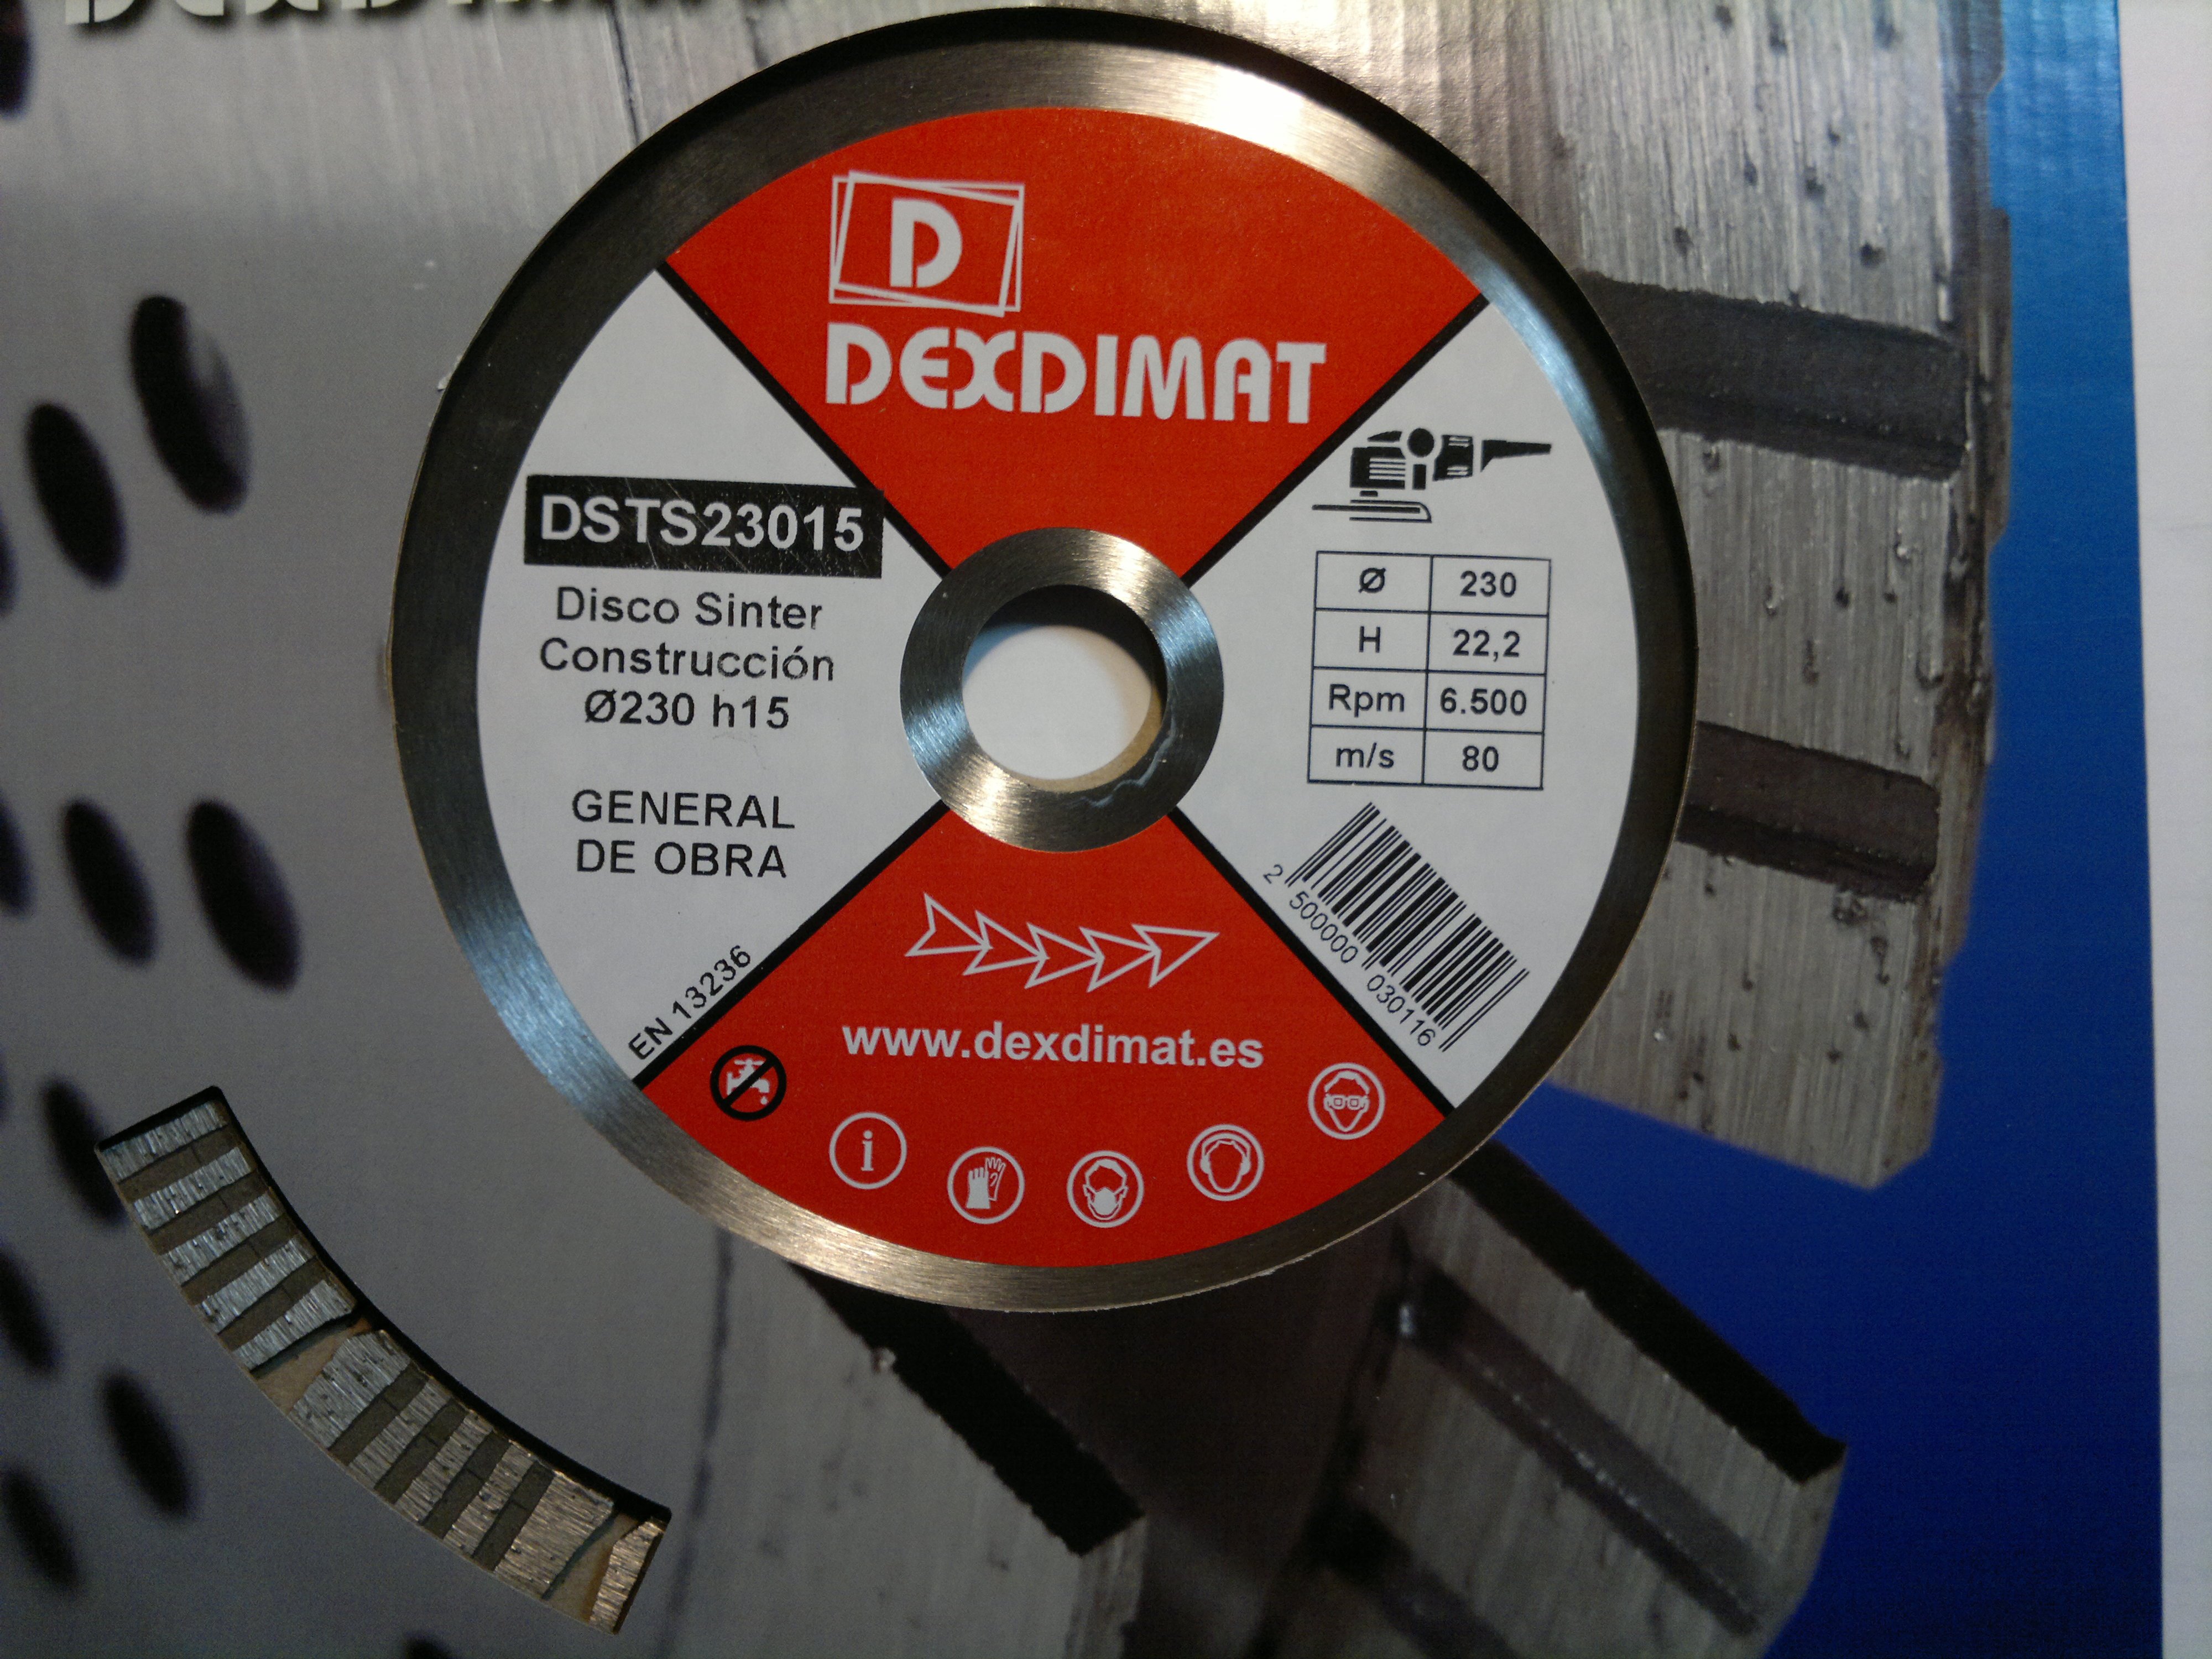 D
DEXDIMAT
DSTS23015
Disco Sinter
Construcción
Ø230 h15
GENERAL
DE OBRA
EN 13236
Ø 230
H 22,2
Rpm 6.500
m/s 80
2 500000 030116
www.dexdimat.es
i